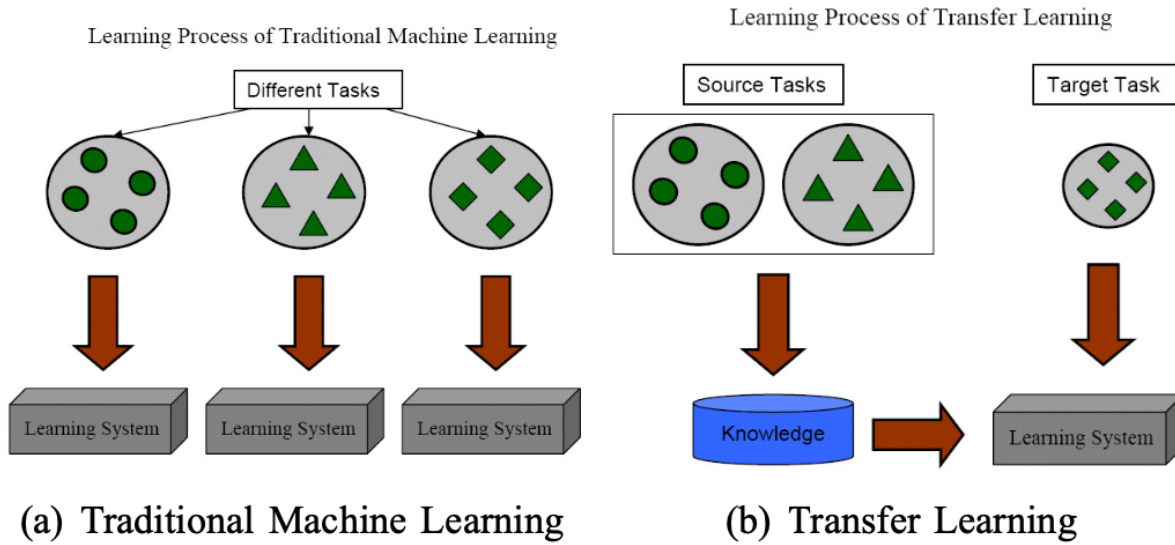 Learning Process of Traditional Machine Learning
Different Tasks
Learning System
Learning System
Learning System
(a) Traditional Machine Learning
Learning Process of Transfer Learning
Source Tasks
Target Task
Knowledge
Learning System
(b) Transfer Learning